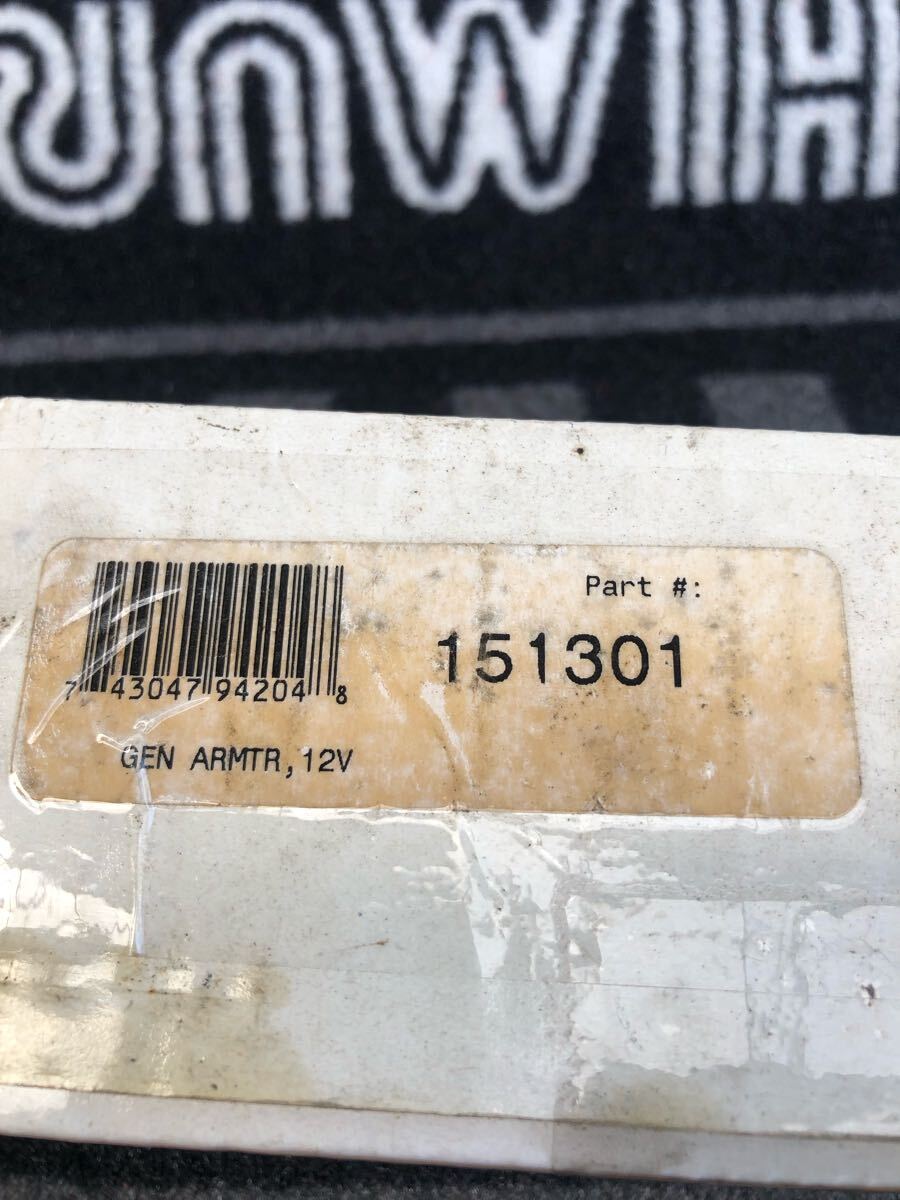 Part #:
151301
7 43047 94204 8
GEN ARMTR,12V